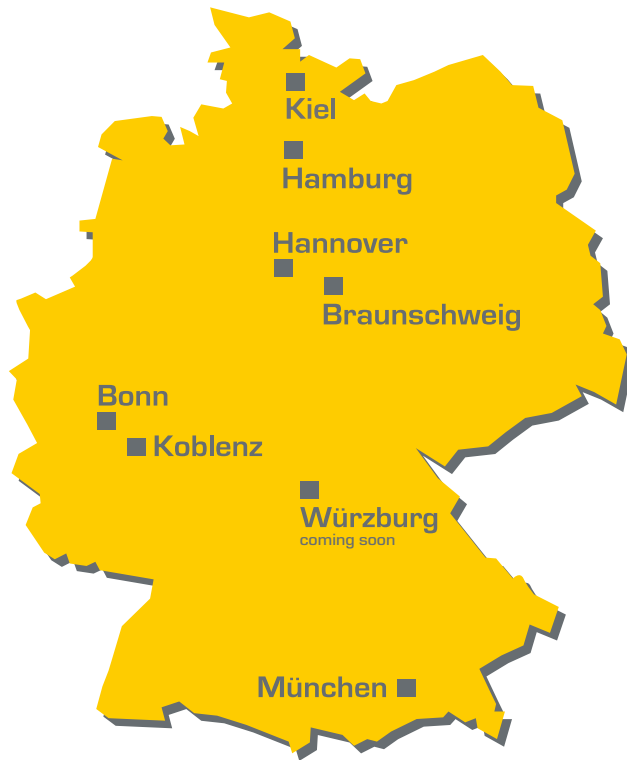 Kiel
Hamburg
Hannover
Braunschweig
Bonn
Koblenz
Würzburg
coming soon
München